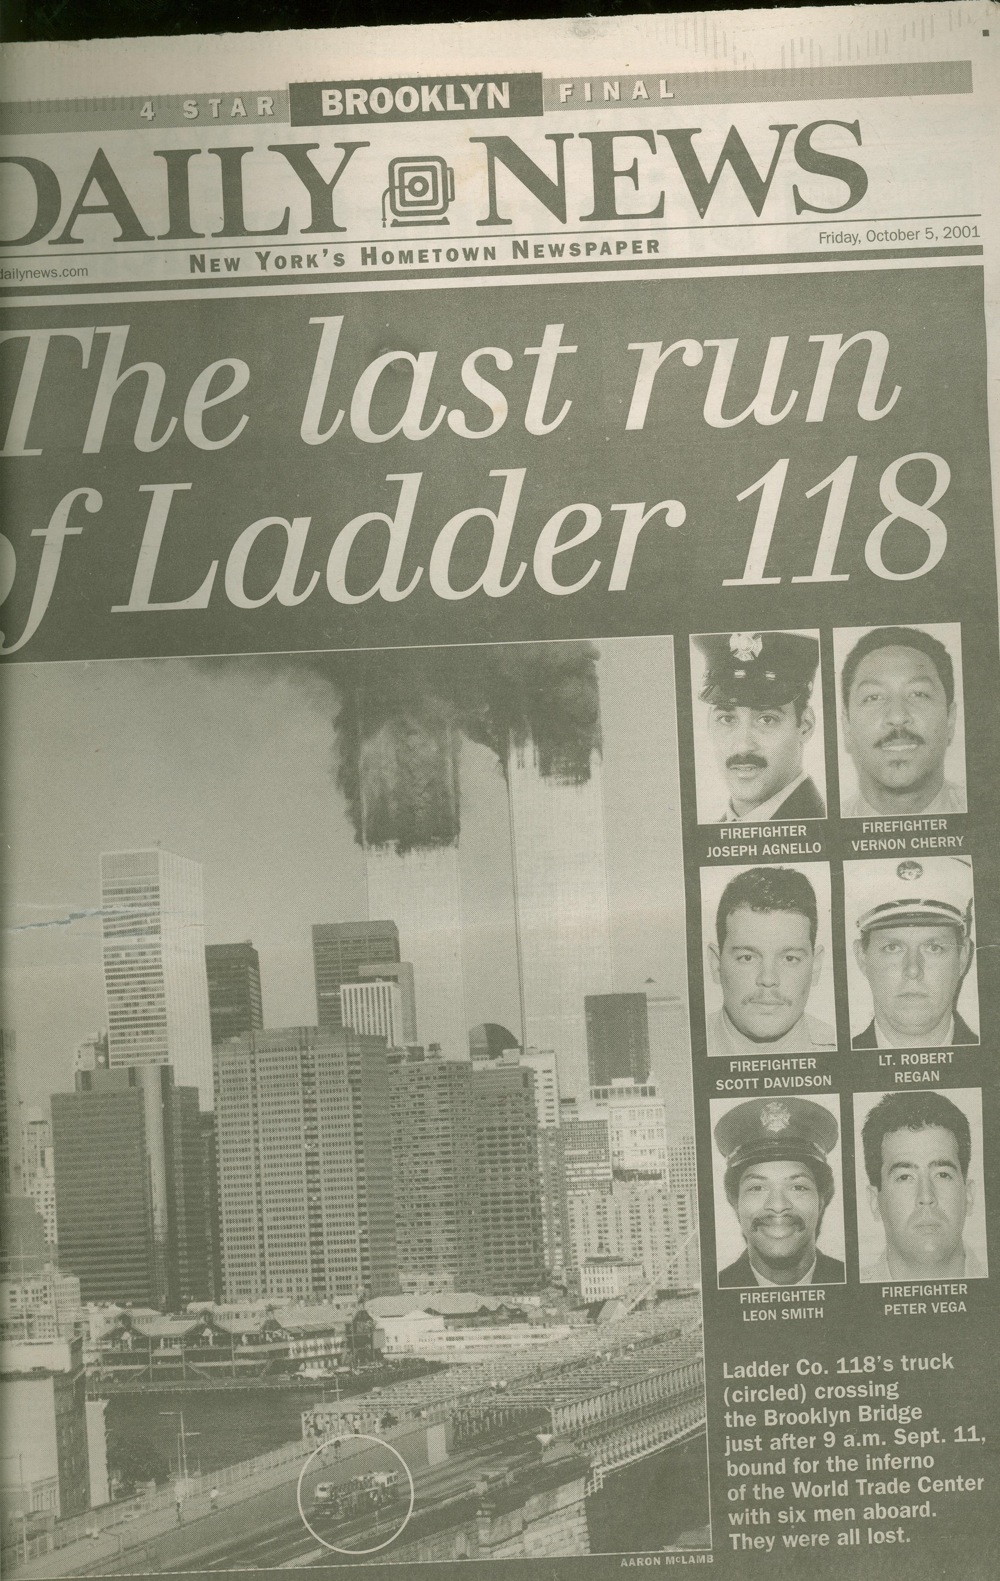 4 STAR BROOKLYN FINAL
DAILY NEWS
dailynews.com
NEW YORK'S HOMETOWN NEWSPAPER
Friday, October 5, 2001
The last run
of Ladder 118
FIREFIGHTER
JOSEPH AGNELLO
FIREFIGHTER
VERNON CHERRY
FIREFIGHTER
SCOTT DAVIDSON
LT. ROBERT
REGAN
FIREFIGHTER
LEON SMITH
FIREFIGHTER
PETER VEGA
Ladder Co. 118's truck
(circled) crossing
the Brooklyn Bridge
just after 9 a.m. Sept. 11,
bound for the inferno
of the World Trade Center
with six men aboard.
They were all lost.
AARON McLAMB